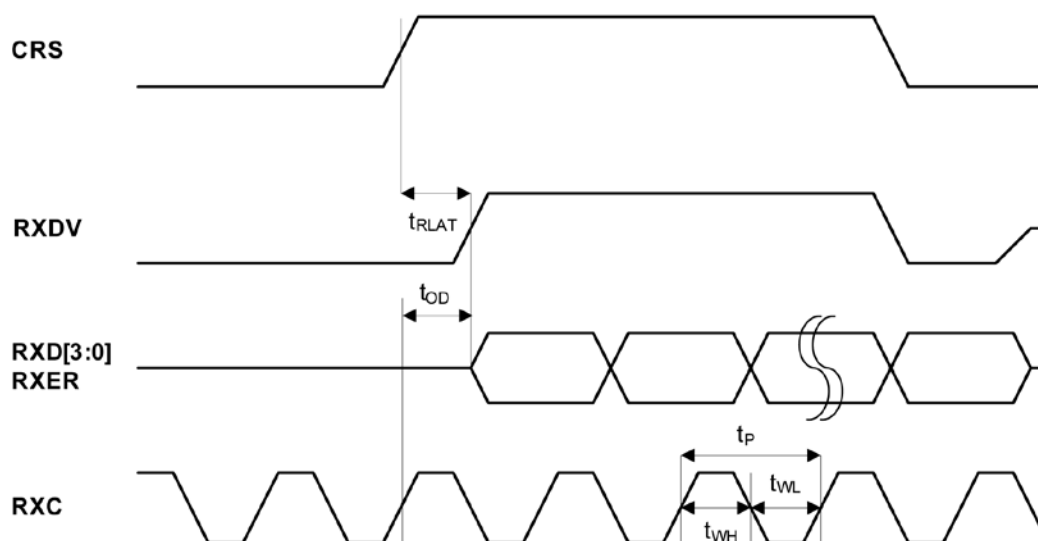 CRS
RXDV
tRLAT
tOD
RXD[3:0]
RXER
tP
RXC
tWL
tWH